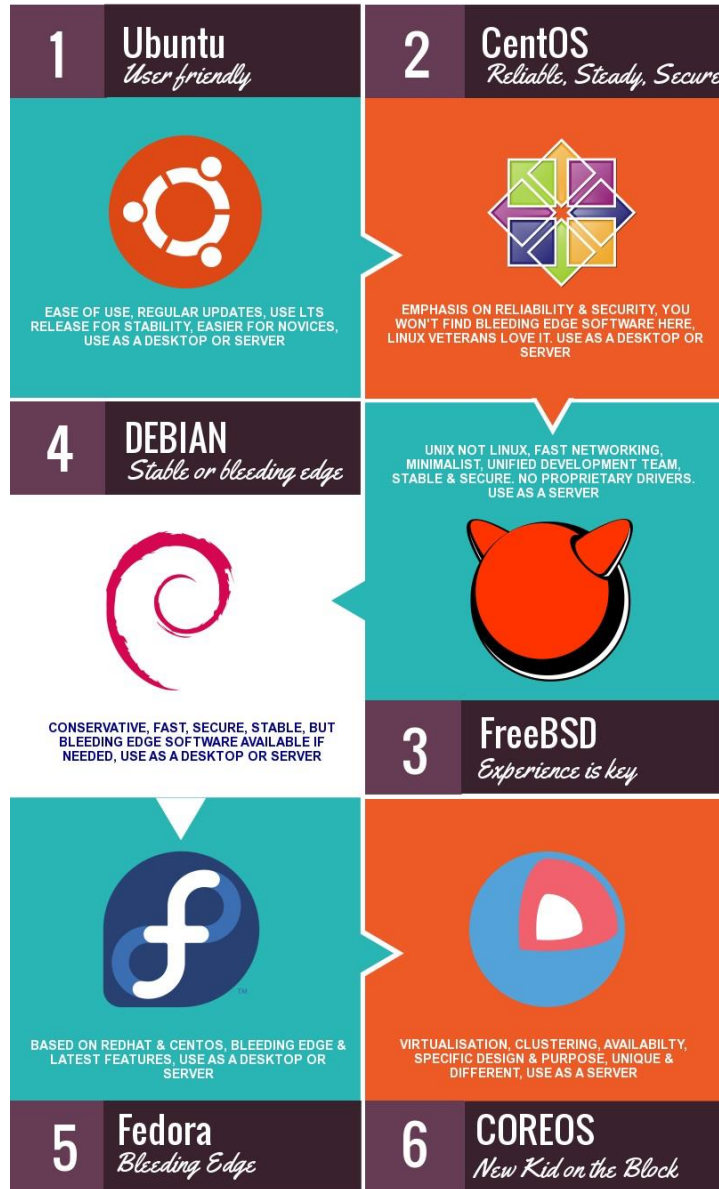 1
Ubuntu
User friendly
EASE OF USE, REGULAR UPDATES, USE LTS
RELEASE FOR STABILITY, EASIER FOR NOVICES,
USE AS A DESKTOP OR SERVER
2
CentOS
Reliable, Steady, Secure
EMPHASIS ON RELIABILITY & SECURITY, YOU
WON'T FIND BLEEDING EDGE SOFTWARE HERE,
LINUX VETERANS LOVE IT. USE AS A DESKTOP OR
SERVER
UNIX NOT LINUX, FAST NETWORKING,
MINIMALIST, UNIFIED DEVELOPMENT TEAM,
STABLE & SECURE. NO PROPRIETARY DRIVERS.
USE AS A SERVER
3
FreeBSD
Experience is key
4
DEBIAN
Stable or bleeding edge
CONSERVATIVE, FAST, SECURE, STABLE, BUT
BLEEDING EDGE SOFTWARE AVAILABLE IF
NEEDED, USE AS A DESKTOP OR SERVER
TM
BASED ON REDHAT & CENTOS, BLEEDING EDGE &
LATEST FEATURES, USE AS A DESKTOP OR
SERVER
5
Fedora
Bleeding Edge
VIRTUALISATION, CLUSTERING, AVAILABILTY,
SPECIFIC DESIGN & PURPOSE, UNIQUE &
DIFFERENT, USE AS A SERVER
6
COREOS
New Kid on the Block